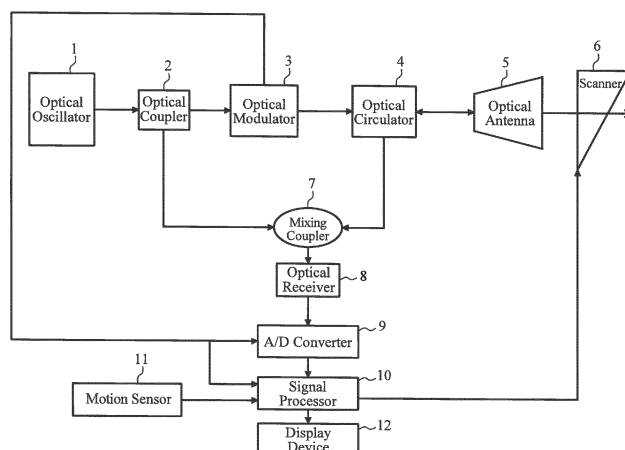 1
2
3
4
5
6
Optical
Oscillator
Optical
Coupler
Optical
Modulator
Optical
Circulator
Optical
Antenna
Scanner
7
Mixing
Coupler
Optical
Receiver
8
A/D Converter
9
11
Motion Sensor
Signal
Processor
10
Display
Device
12